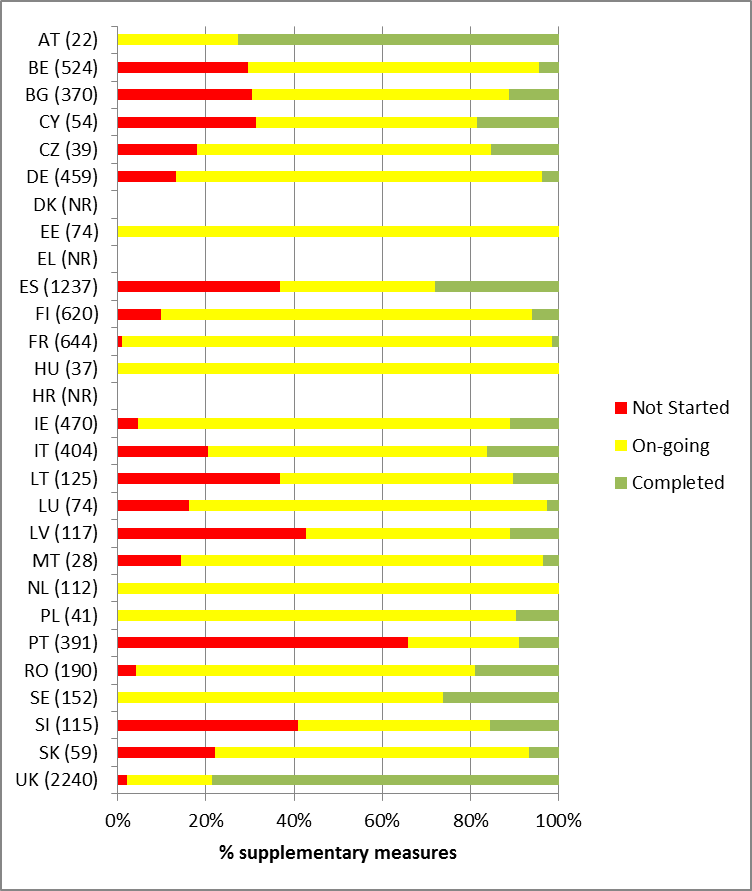 AT (22)
BE (524)
BG (370)
CY (54)
CZ (39)
DE (459)
DK (NR)
EE (74)
EL (NR)
ES (1237)
FI (620)
FR (644)
HU (37)
HR (NR)
IE (470)
IT (404)
LT (125)
LU (74)
LV (117)
MT (28)
NL (112)
PL (41)
PT (391)
RO (190)
SE (152)
SI (115)
SK (59)
UK (2240)
0% 20% 40% 60% 80% 100%
% supplementary measures
Not Started
On-going
Completed